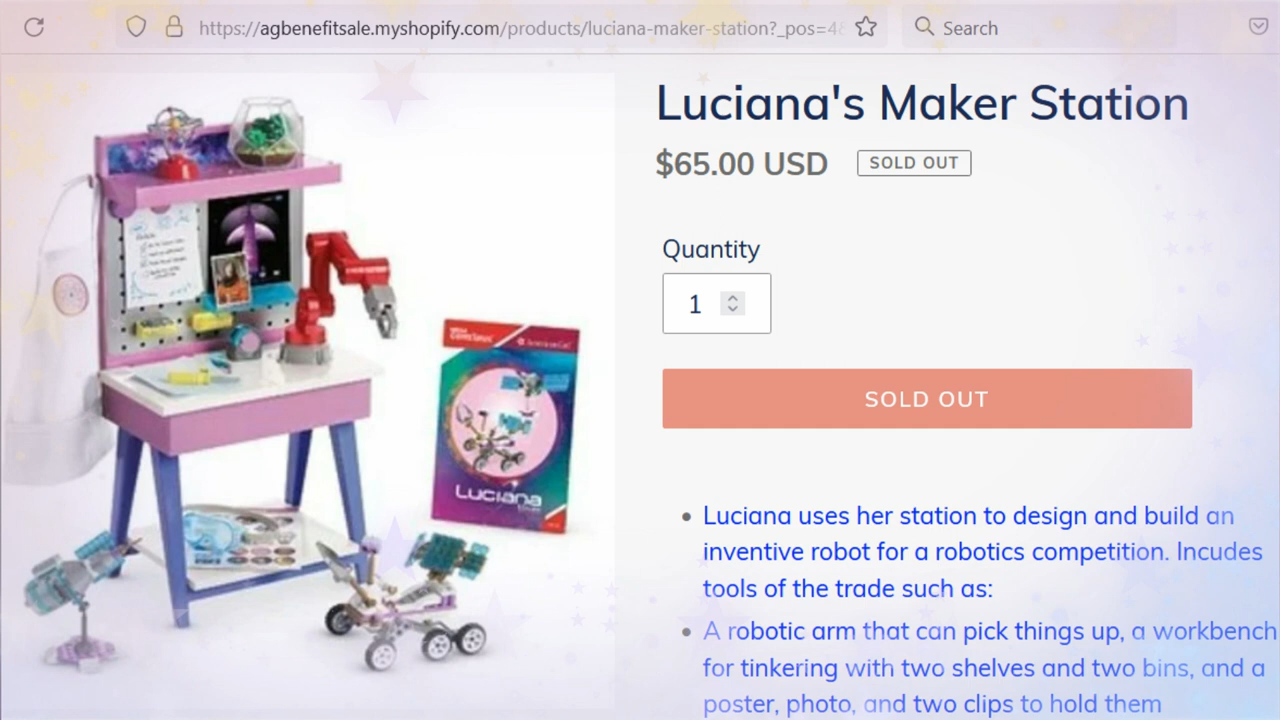 https://agbenefitsale.myshopify.com/products/luciana-maker-station?_pos=4
Search
Luciana's Maker Station
$65.00 USD SOLD OUT
Quantity
1
SOLD OUT
Luciana
• Luciana uses her station to design and build an
inventive robot for a robotics competition. Incudes
tools of the trade such as:
• A robotic arm that can pick things up, a workbench
for tinkering with two shelves and two bins, and a
poster, photo, and two clips to hold them